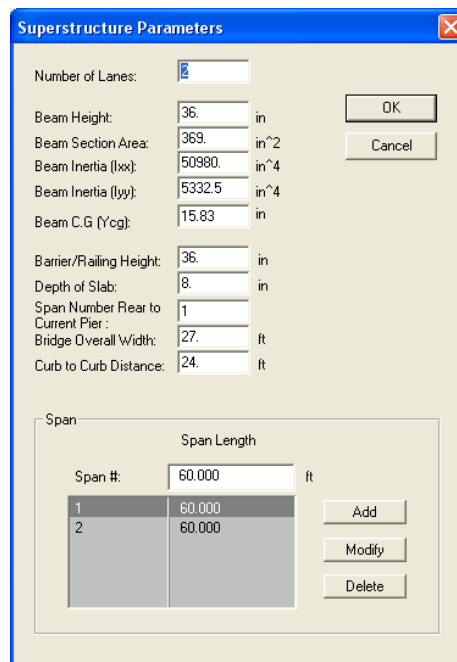 Superstructure Parameters
Number of Lanes: 2
Beam Height: 36. in
OK
Beam Section Area: 369. in^2
Cancel
Beam Inertia (Ixx): 50980. in^4
Beam Inertia (Iyy): 5332.5 in^4
Beam C.G (Ycg): 15.83 in
Barrier/Railing Height: 36. in
Depth of Slab: 8. in
Span Number Rear to
Current Pier : 1
Bridge Overall Width: 27. ft
Curb to Curb Distance: 24. ft
Span
Span Length
Span #: 60.000 ft
1 60.000
2 60.000
Add
Modify
Delete